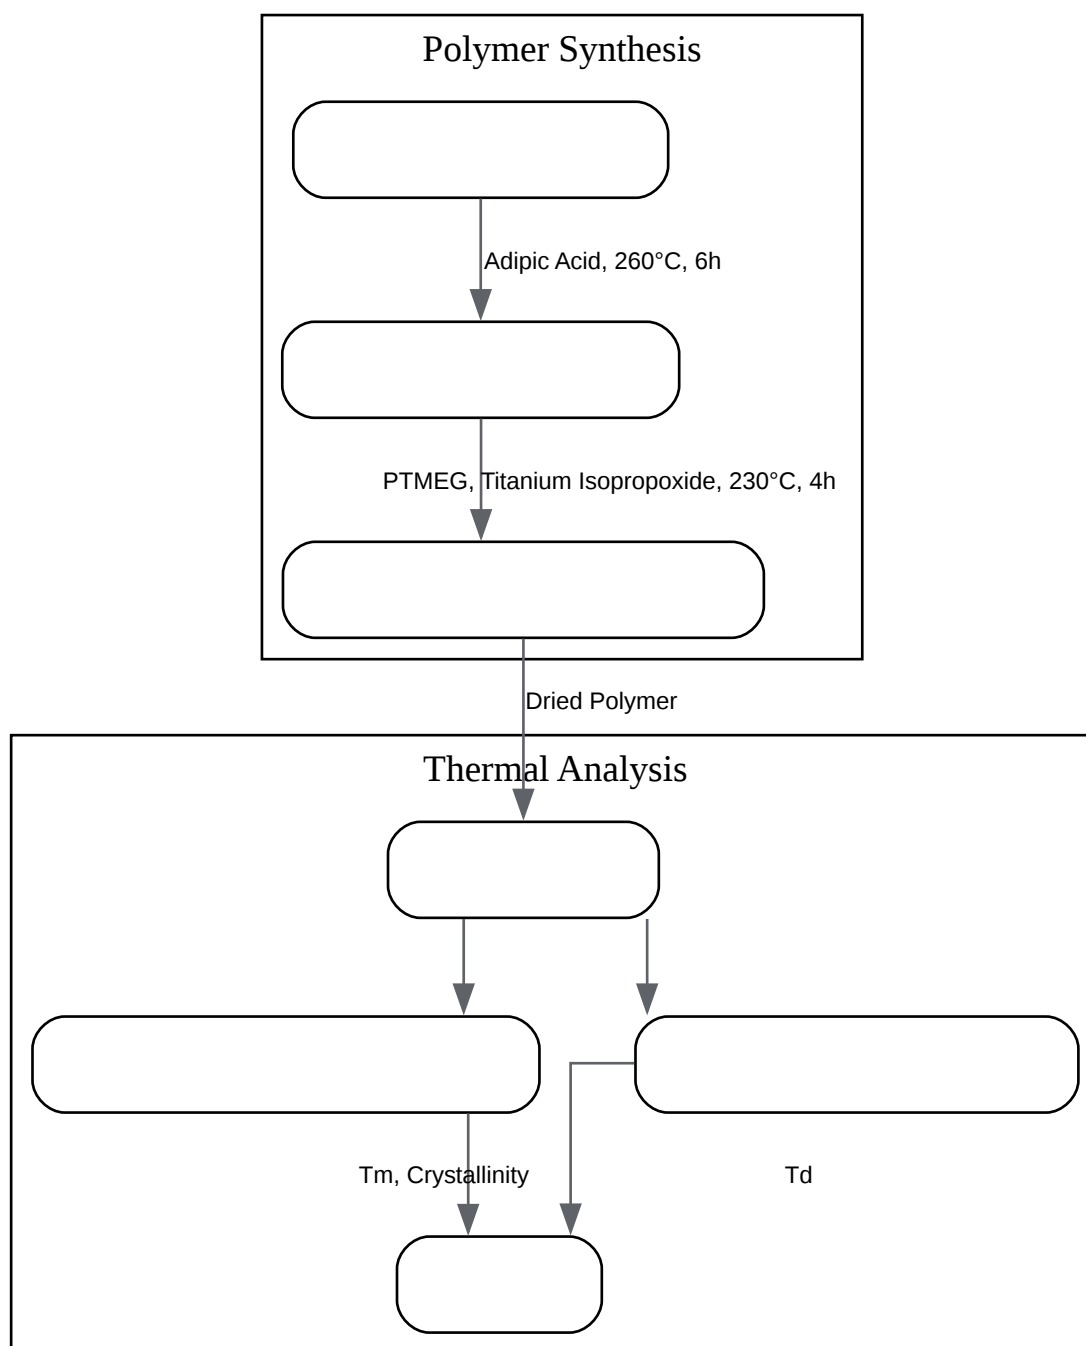 Polymer Synthesis
Adipic Acid, 260°C, 6h
PTMEG, Titanium Isopropoxide, 230°C, 4h
Dried Polymer
Thermal Analysis
Tm, Crystallinity
Td